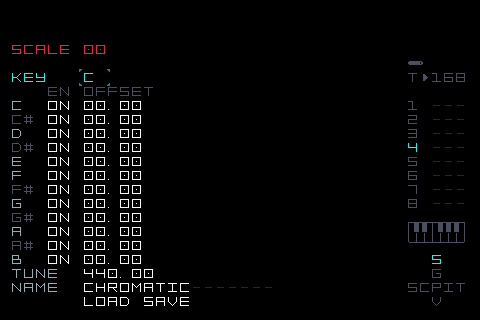 SCALE 00
KEY C
T 168
EN OFFSET
C ON 00.00
C# ON 00.00
D ON 00.00
D# ON 00.00
E ON 00.00
F ON 00.00
F# ON 00.00
G ON 00.00
G# ON 00.00
A ON 00.00
A# ON 00.00
B ON 00.00
TUNE 440.00
NAME CHROMATIC-------
LOAD SAVE
1 ---
2 ---
3 ---
4 ---
5 ---
6 ---
7 ---
8 ---
S
G
SCPIT
V